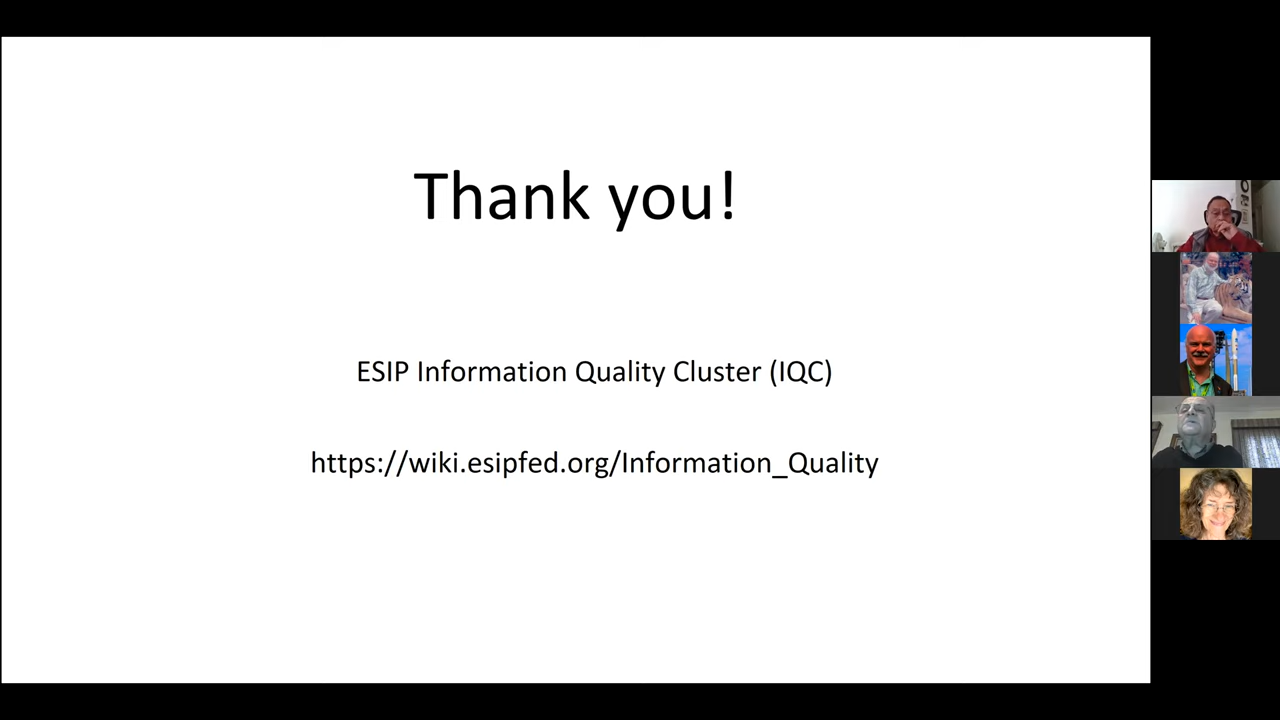 Thank you!
ESIP Information Quality Cluster (IQC)
https://wiki.esipfed.org/Information_Quality